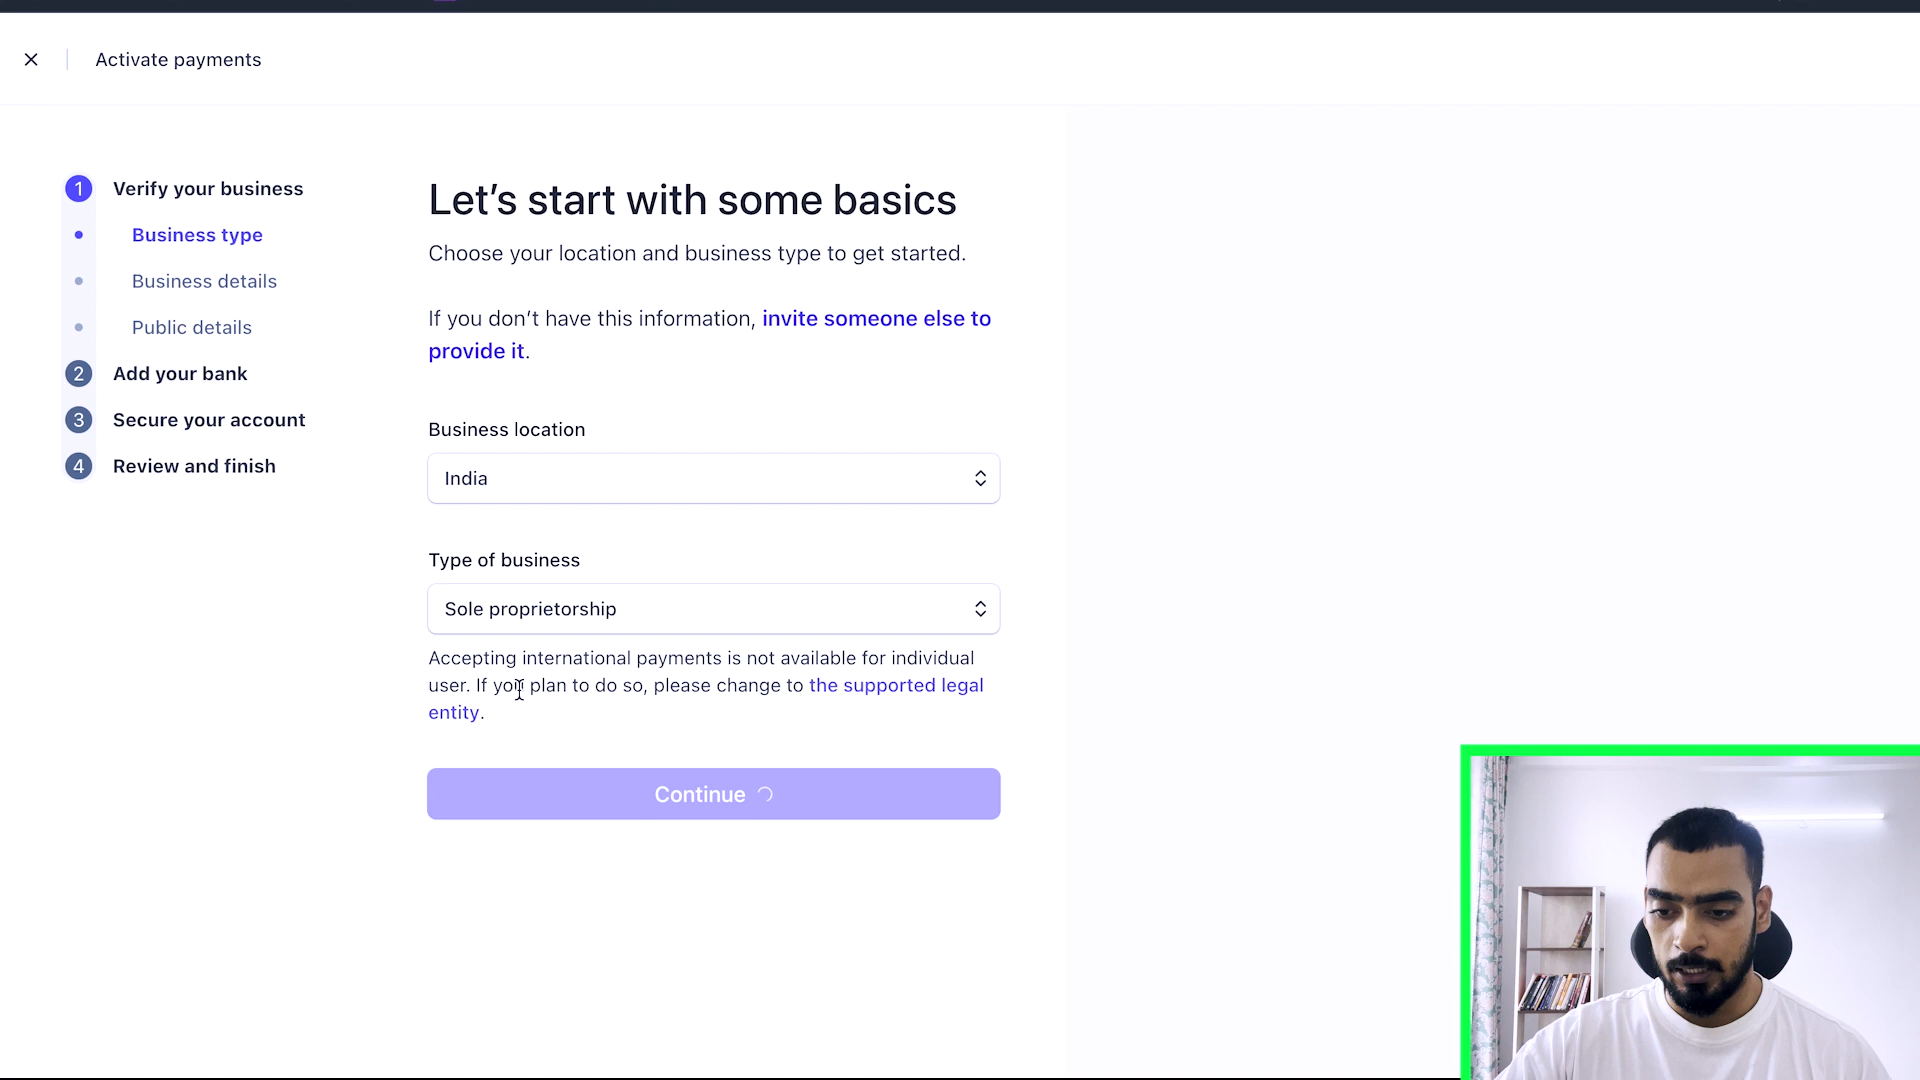 Activate payments
1 Verify your business
Business type
Business details
Public details
2 Add your bank
3 Secure your account
4 Review and finish
Let’s start with some basics
Choose your location and business type to get started.
If you don’t have this information, invite someone else to
provide it.
Business location
India
Type of business
Sole proprietorship
Accepting international payments is not available for individual
user. If you plan to do so, please change to the supported legal
entity.
Continue